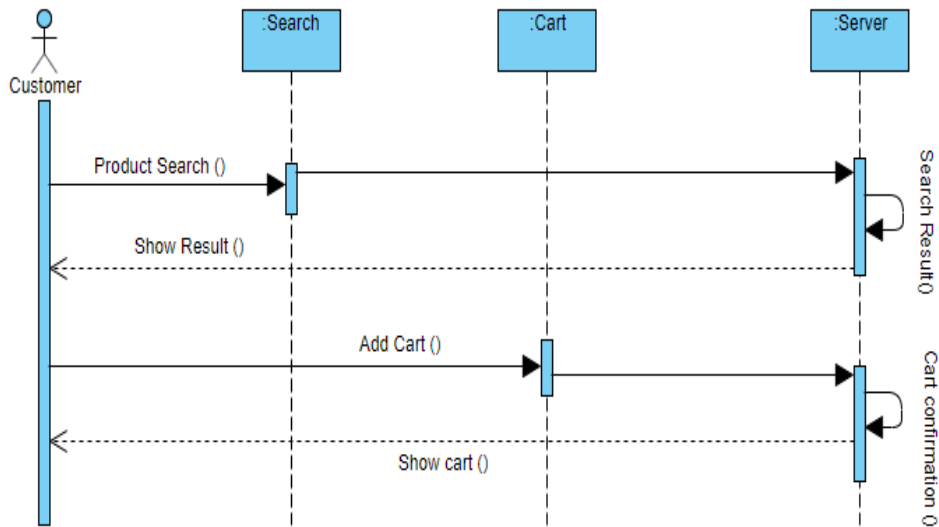 :Search
:Cart
:Server
Customer
Product Search ()
Search Result()
Show Result ()
Add Cart ()
Cart confirmation ()
Show cart ()